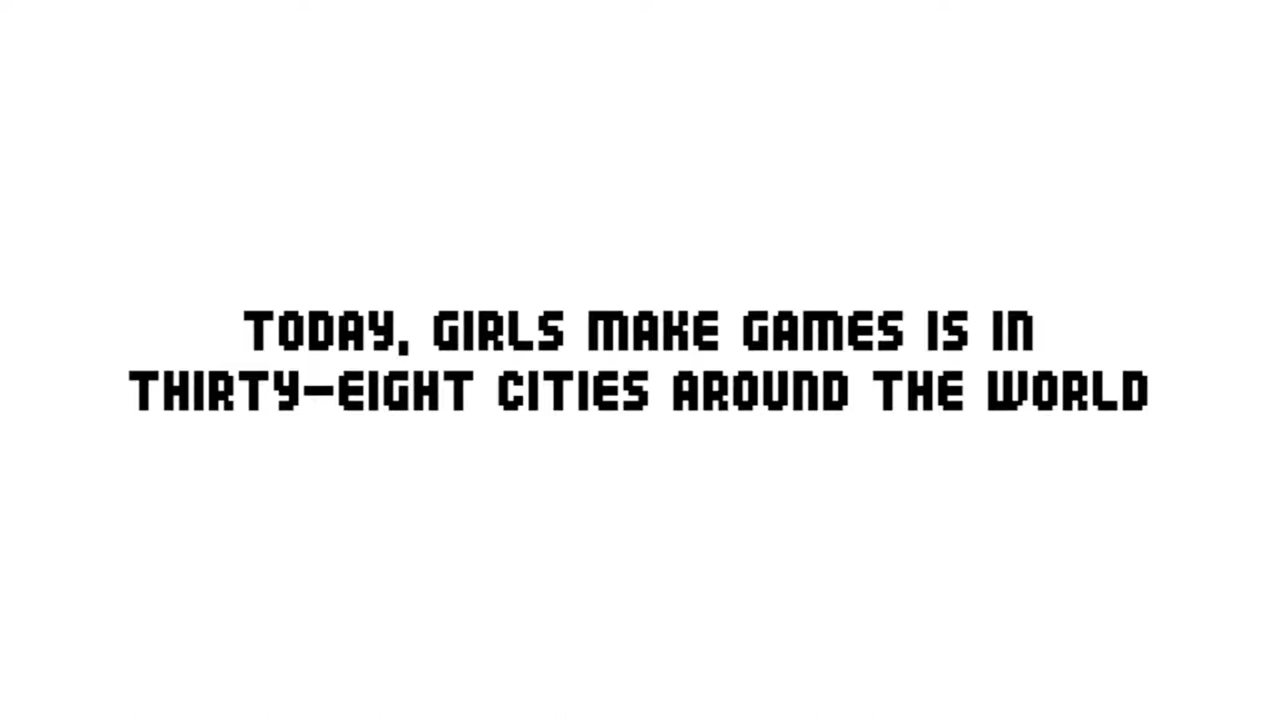 TODAY, GIRLS MAKE GAMES IS IN
THIRTY-EIGHT CITIES AROUND THE WORLD